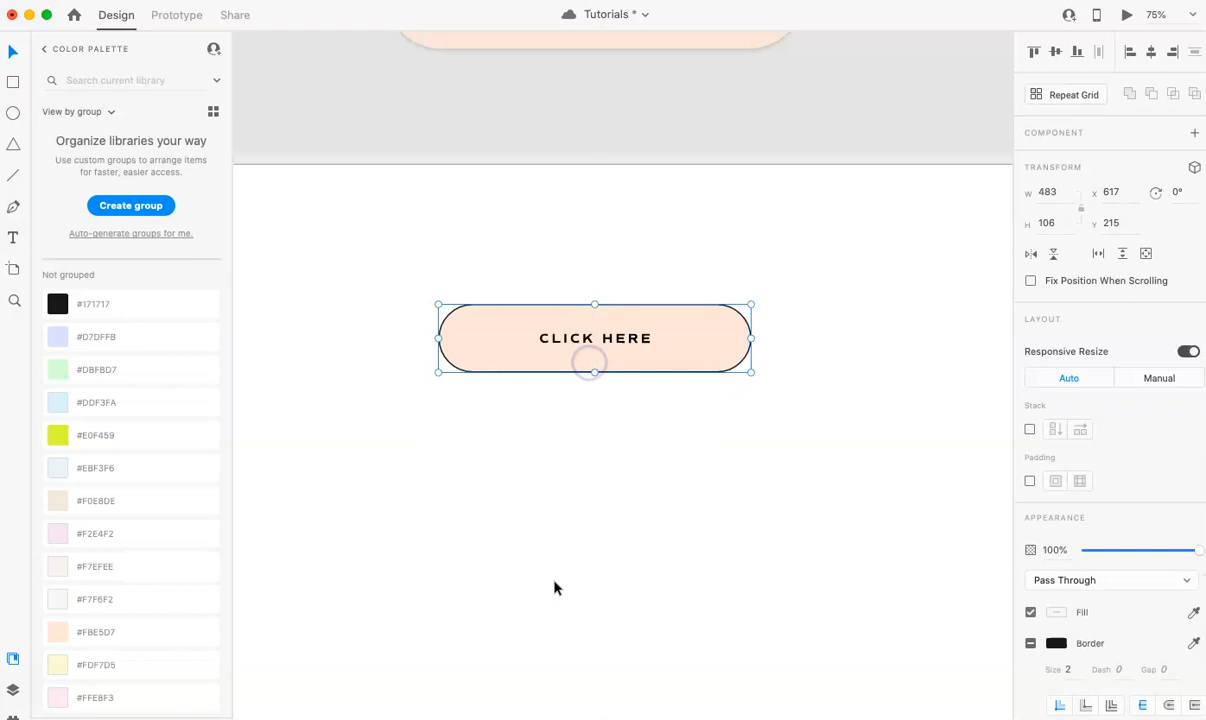 Design
Prototype
Share
Tutorials *
75%
COLOR PALETTE
Search current library
View by group
Organize libraries your way
Use custom groups to arrange items
for faster, easier access.
Create group
Auto-generate groups for me.
Not grouped
#171717
#D7DFFB
#DBFBD7
#DDF3FA
#E0F459
#EBF3F6
#F0E8DE
#F2E4F2
#F7EFEE
#F7F6F2
#FBE5D7
#FDF7D5
#FFE8F3
CLICK HERE
Repeat Grid
COMPONENT
TRANSFORM
W 483 X 617 0°
H 106 Y 215
Fix Position When Scrolling
LAYOUT
Responsive Resize
Auto Manual
Stack
Padding
APPEARANCE
100%
Pass Through
Fill
Border
Size 2 Dash 0 Gap 0
T